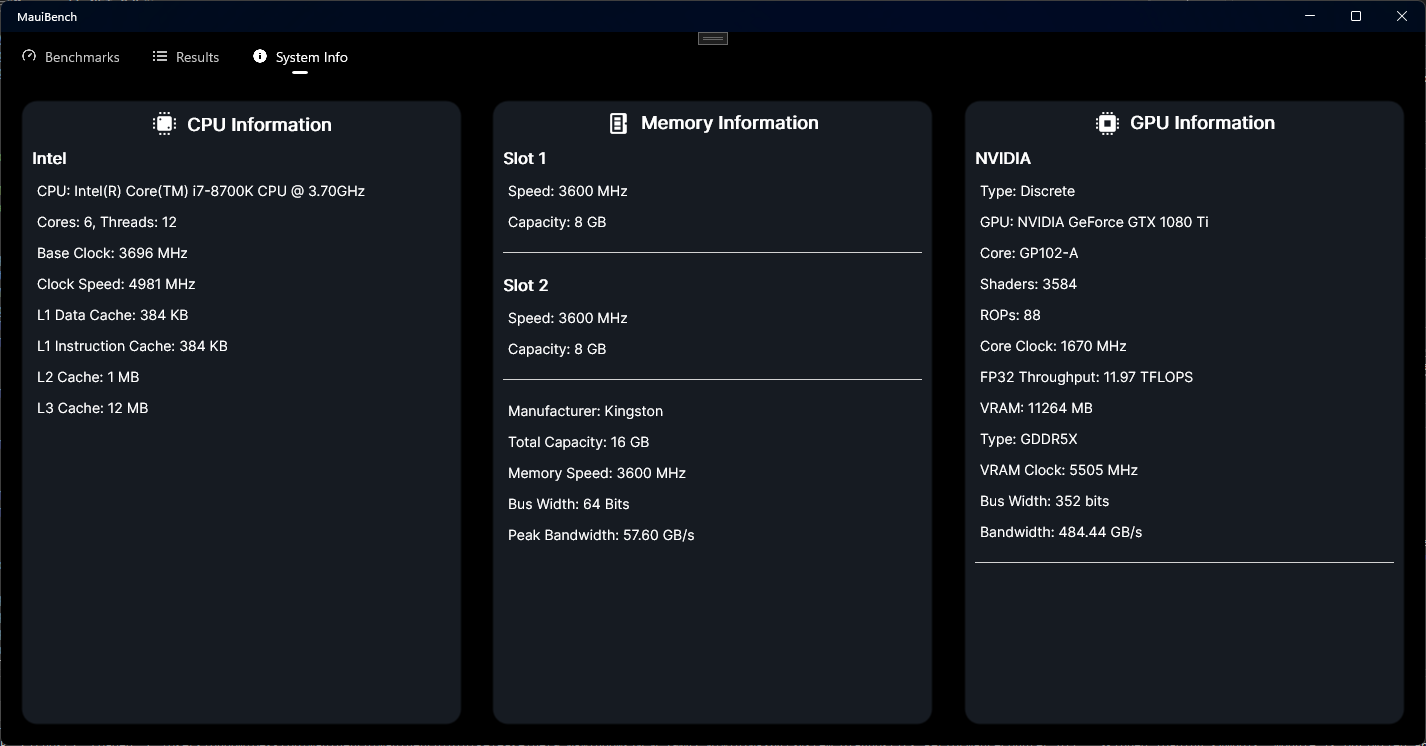 MauiBench
Benchmarks
Results
System Info
CPU Information
Intel
CPU: Intel(R) Core(TM) i7-8700K CPU @ 3.70GHz
Cores: 6, Threads: 12
Base Clock: 3696 MHz
Clock Speed: 4981 MHz
L1 Data Cache: 384 KB
L1 Instruction Cache: 384 KB
L2 Cache: 1 MB
L3 Cache: 12 MB
Memory Information
Slot 1
Speed: 3600 MHz
Capacity: 8 GB
Slot 2
Speed: 3600 MHz
Capacity: 8 GB
Manufacturer: Kingston
Total Capacity: 16 GB
Memory Speed: 3600 MHz
Bus Width: 64 Bits
Peak Bandwidth: 57.60 GB/s
GPU Information
NVIDIA
Type: Discrete
GPU: NVIDIA GeForce GTX 1080 Ti
Core: GP102-A
Shaders: 3584
ROPs: 88
Core Clock: 1670 MHz
FP32 Throughput: 11.97 TFLOPS
VRAM: 11264 MB
Type: GDDR5X
VRAM Clock: 5505 MHz
Bus Width: 352 bits
Bandwidth: 484.44 GB/s